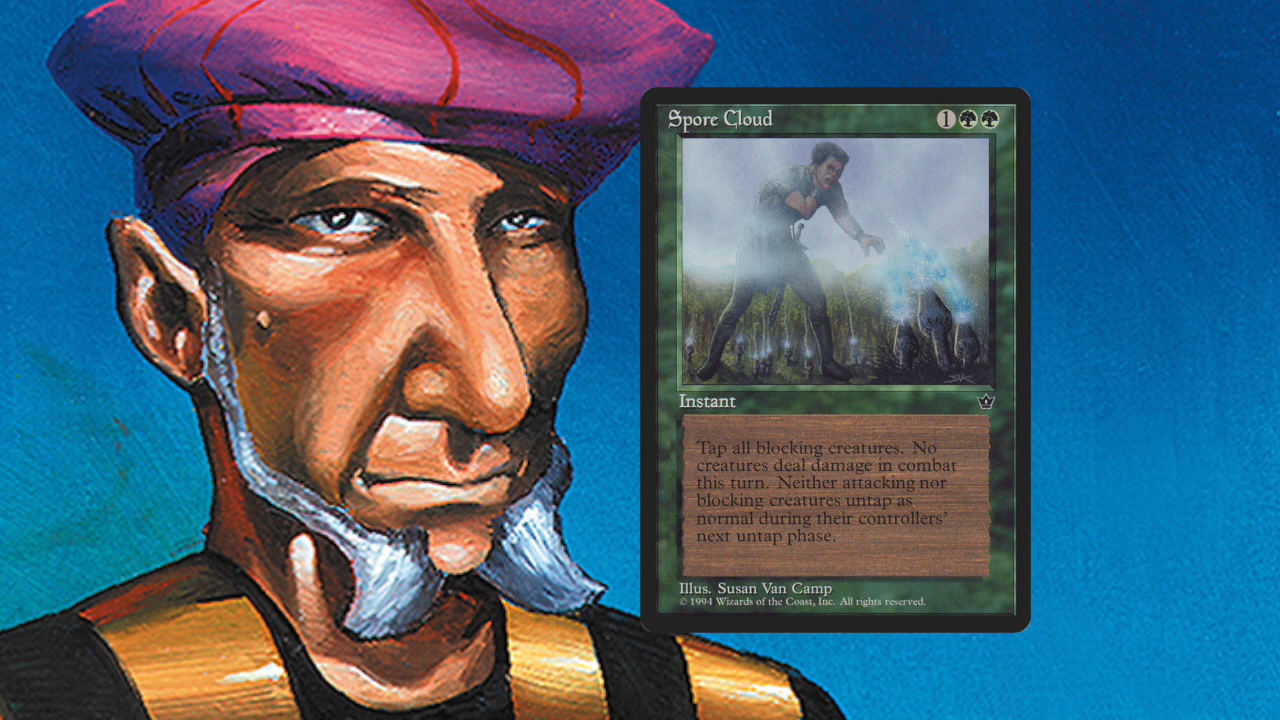 Spore Cloud 1
Instant
Tap all blocking creatures. No
creatures deal damage in combat
this turn. Neither attacking nor
blocking creatures untap as
normal during their controllers'
next untap phase.
Illus. Susan Van Camp
© 1994 Wizards of the Coast, Inc. All rights reserved.